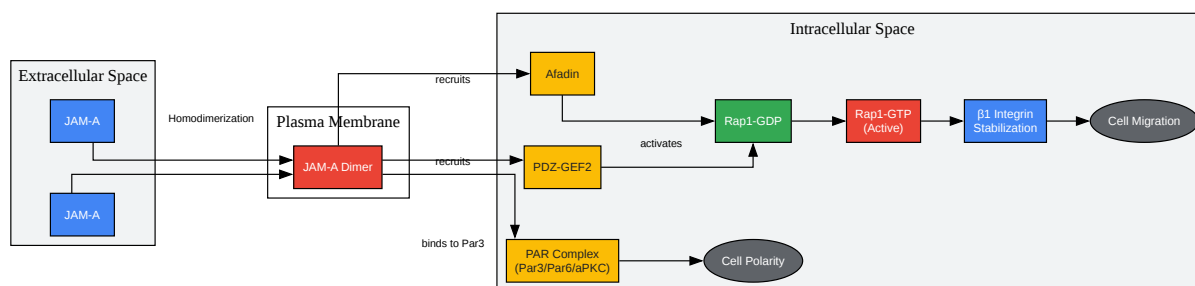 Intracellular Space
Extracellular Space
JAM-A
JAM-A
Homodimerization
Plasma Membrane
JAM-A Dimer
recruits
recruits
binds to Par3
Afadin
PDZ-GEF2
PAR Complex
(Par3/Par6/aPKC)
activates
Rap1-GDP
Rap1-GTP
(Active)
β1 Integrin
Stabilization
Cell Migration
Cell Polarity